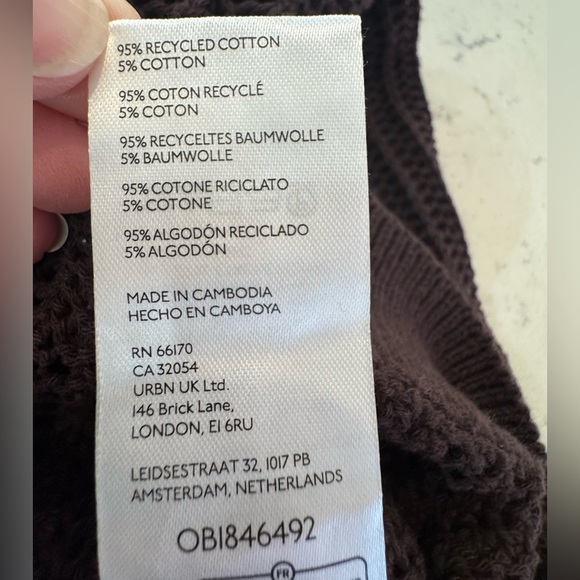 95% RECYCLED COTTON
5% COTTON
95% COTON RECYCLÉ
5% COTON
95% RECYCELTES BAUMWOLLE
5% BAUMWOLLE
95% COTONE RICICLATO
5% COTONE
95% ALGODÓN RECICLADO
5% ALGODÓN
MADE IN CAMBODIA
HECHO EN CAMBOYA
RN 66170
CA 32054
URBN UK Ltd.
146 Brick Lane,
LONDON, E1 6RU
LEIDSESTRAAT 32, 1017 PB
AMSTERDAM, NETHERLANDS
OB1846492
FR